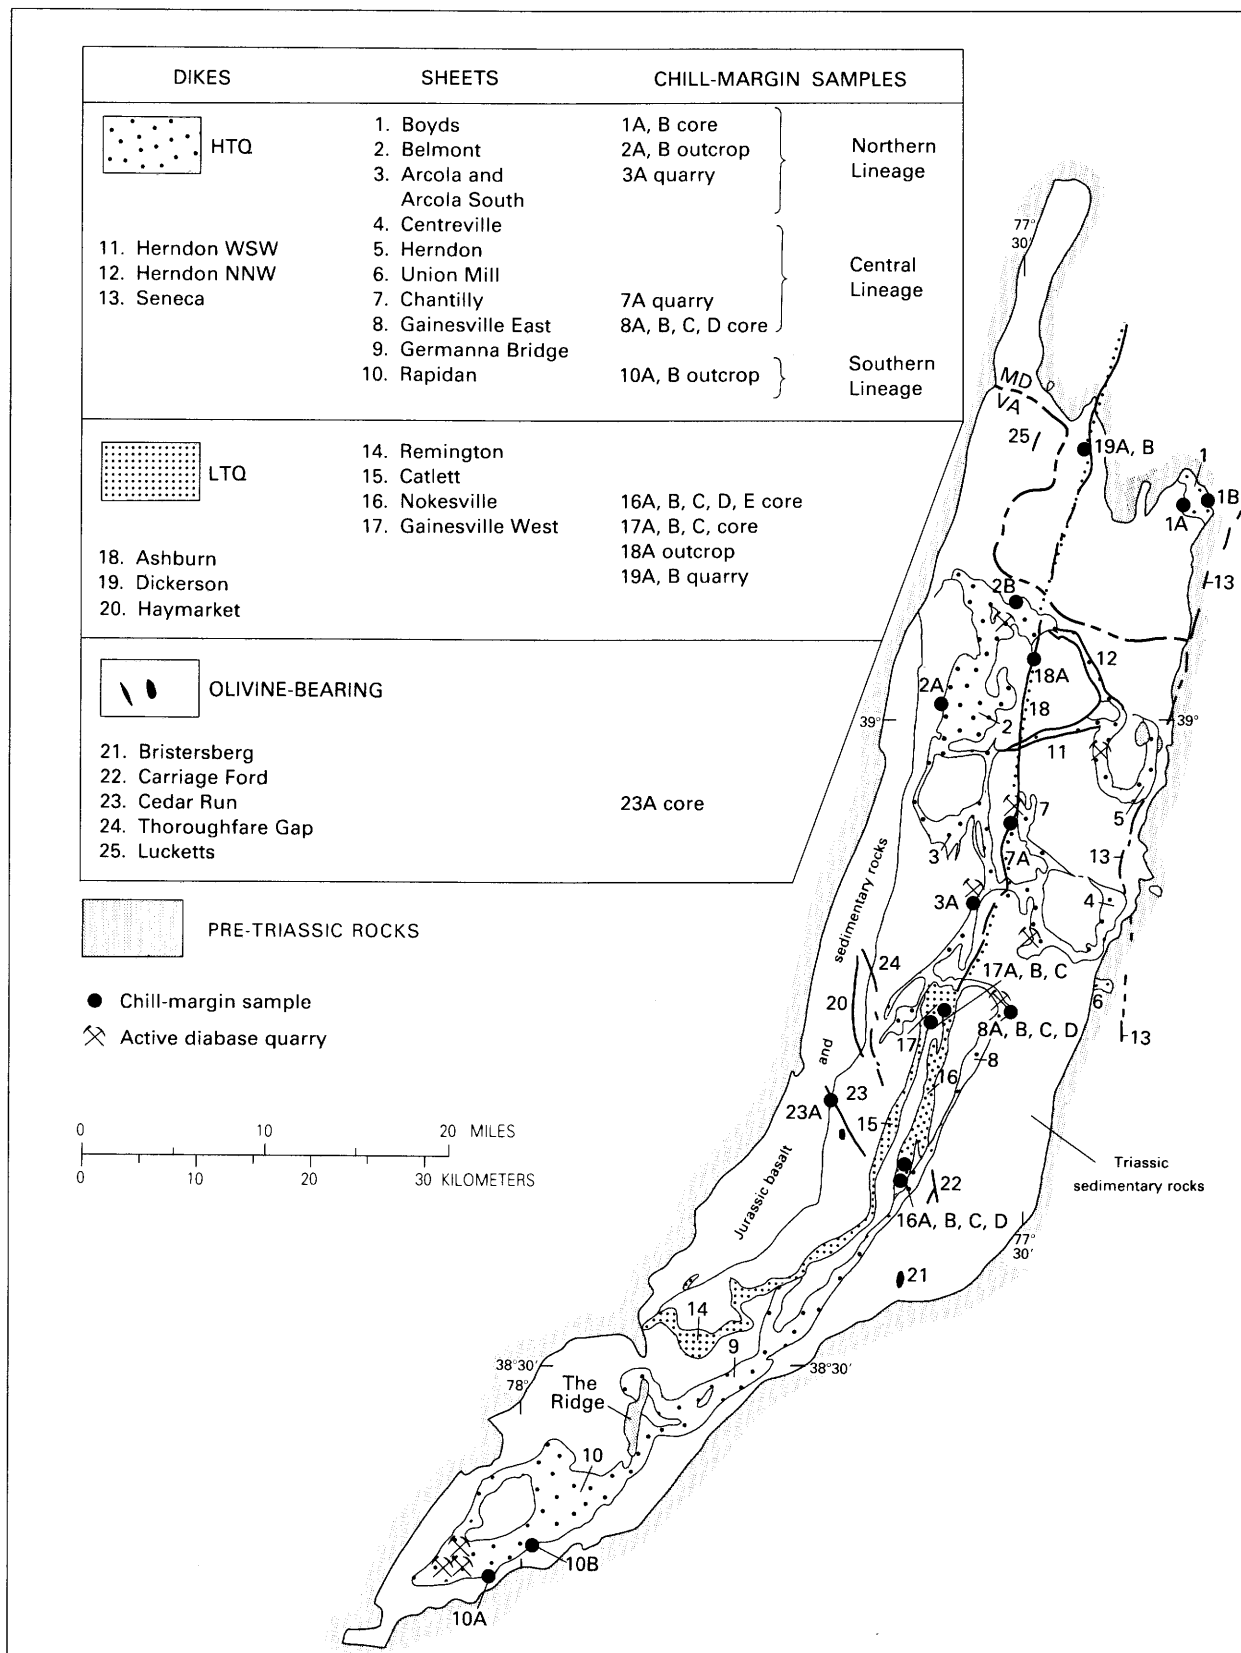 DIKES SHEETS CHILL-MARGIN SAMPLES
HTQ
1. Boyds 1A, B core
2. Belmont 2A, B outcrop
3. Arcola and Arcola South 3A quarry
Northern Lineage
4. Centreville
11. Herndon WSW 5. Herndon
12. Herndon NNW 6. Union Mill
13. Seneca 7. Chantilly 7A quarry
8. Gainesville East 8A, B, C, D core
Central Lineage
9. Germanna Bridge
10. Rapidan 10A, B outcrop
Southern Lineage
LTQ
14. Remington
15. Catlett
16. Nokesville 16A, B, C, D, E core
17. Gainesville West 17A, B, C, core
18. Ashburn 18A outcrop
19. Dickerson 19A, B quarry
20. Haymarket
OLIVINE-BEARING
21. Bristersberg
22. Carriage Ford
23. Cedar Run 23A core
24. Thoroughfare Gap
25. Lucketts
PRE-TRIASSIC ROCKS
Chill-margin sample
Active diabase quarry
0 10 20 MILES
0 10 20 30 KILOMETERS
77° 30'
MD
VA
25
19A, B
1
1B
1A
13
2B
12
18A
2A
18
39°
39°
2
11
7
5
3
7A
13
3A
4
sedimentary rocks
24
17A, B, C
20
6
8A, B, C, D
13
17
8
and
16
23
23A
15
Triassic sedimentary rocks
Jurassic basalt
22
16A, B, C, D
77° 30'
21
14
9
38°30'
78°
38°30'
The Ridge
10
10B
10A